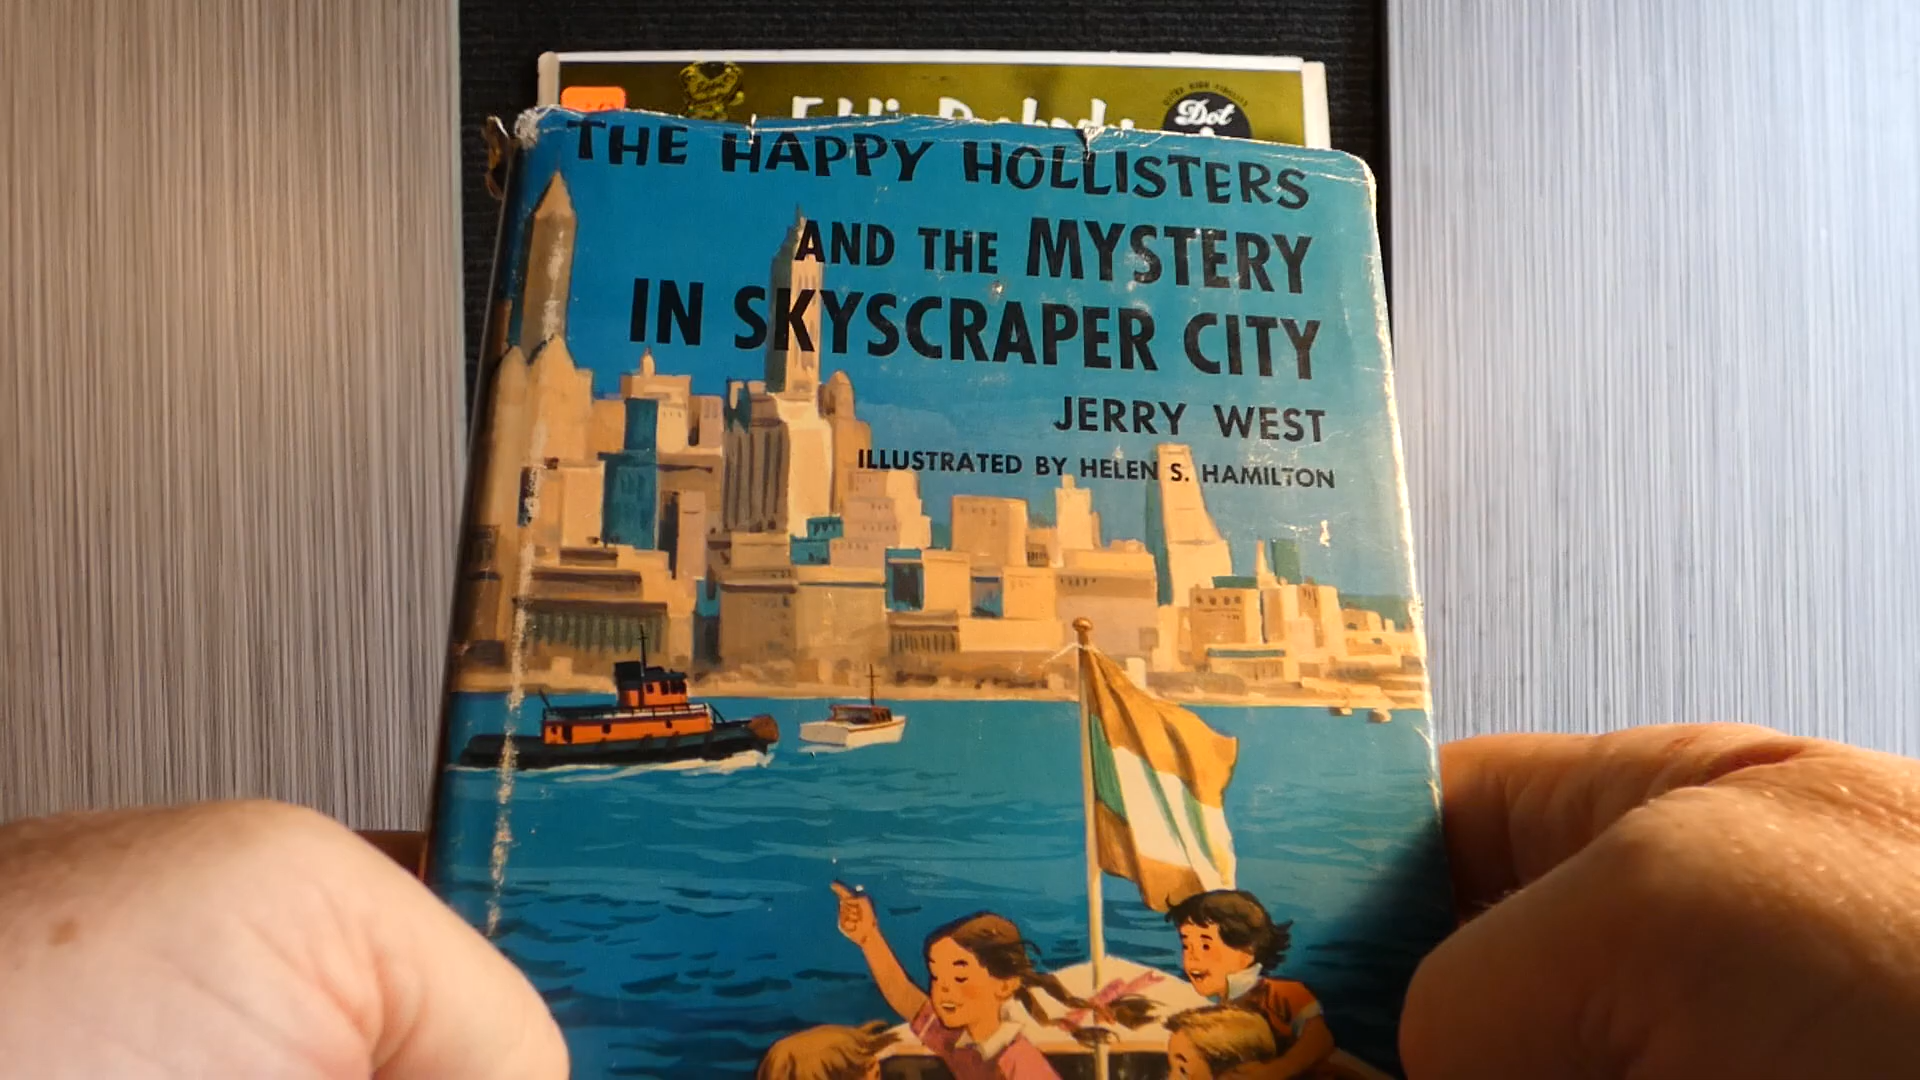 Dot
THE HAPPY HOLLISTERS
AND THE MYSTERY
IN SKYSCRAPER CITY
JERRY WEST
ILLUSTRATED BY HELEN S. HAMILTON